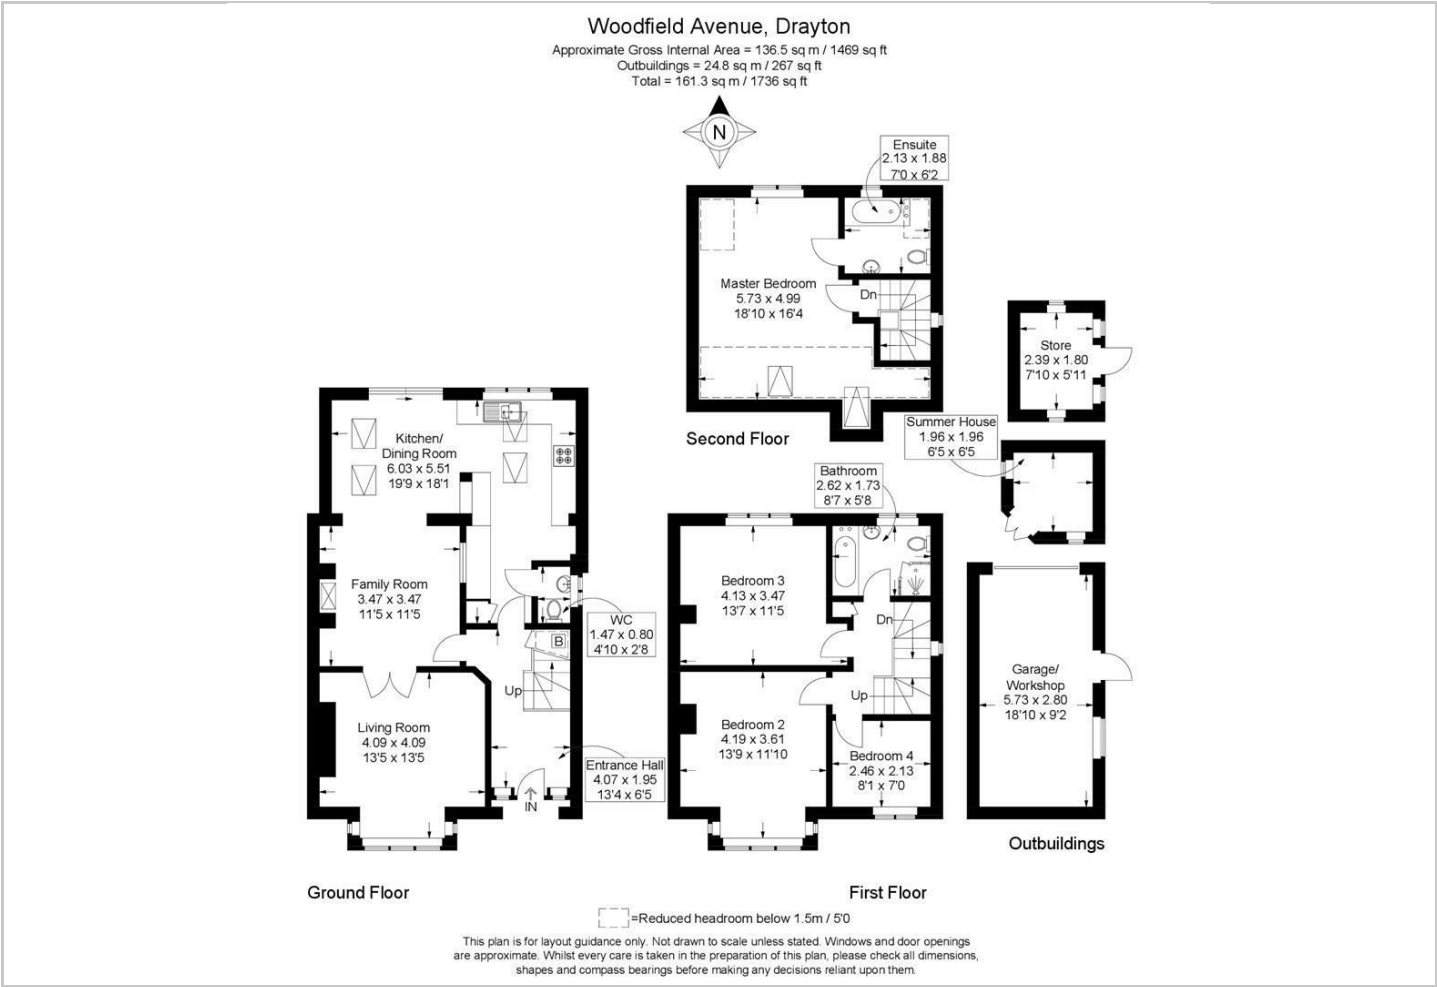 Woodfield Avenue, Drayton
Approximate Gross Internal Area = 136.5 sq m / 1469 sq ft
Outbuildings = 24.8 sq m / 267 sq ft
Total = 161.3 sq m / 1736 sq ft
N
Ensuite
2.13 x 1.88
7'0 x 6'2
Master Bedroom
5.73 x 4.99
18'10 x 16'4
Dn
Second Floor
Store
2.39 x 1.80
7'10 x 5'11
Summer House
1.96 x 1.96
6'5 x 6'5
Kitchen/
Dining Room
6.03 x 5.51
19'9 x 18'1
Family Room
3.47 x 3.47
11'5 x 11'5
WC
1.47 x 0.80
4'10 x 2'8
B
Up
Living Room
4.09 x 4.09
13'5 x 13'5
Entrance Hall
4.07 x 1.95
13'4 x 6'5
IN
Ground Floor
Bathroom
2.62 x 1.73
8'7 x 5'8
Bedroom 3
4.13 x 3.47
13'7 x 11'5
Dn
Up
Bedroom 2
4.19 x 3.61
13'9 x 11'10
Bedroom 4
2.46 x 2.13
8'1 x 7'0
First Floor
Garage/
Workshop
5.73 x 2.80
18'10 x 9'2
Outbuildings
=Reduced headroom below 1.5m / 5'0
This plan is for layout guidance only. Not drawn to scale unless stated. Windows and door openings
are approximate. Whilst every care is taken in the preparation of this plan, please check all dimensions,
shapes and compass bearings before making any decisions reliant upon them.